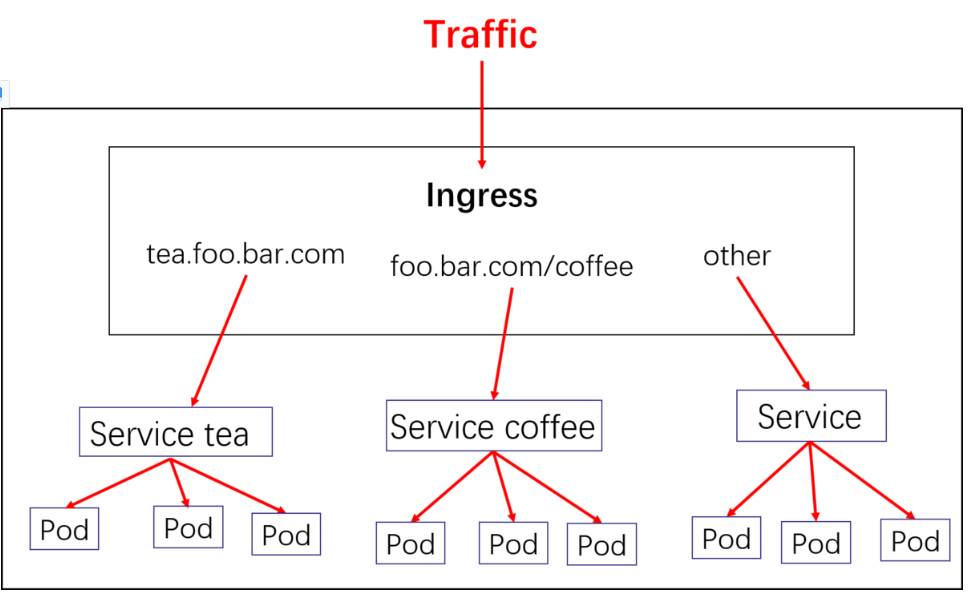 Traffic
Ingress
tea.foo.bar.com
foo.bar.com/coffee
other
Service tea
Service coffee
Service
Pod
Pod
Pod
Pod
Pod
Pod
Pod
Pod
Pod